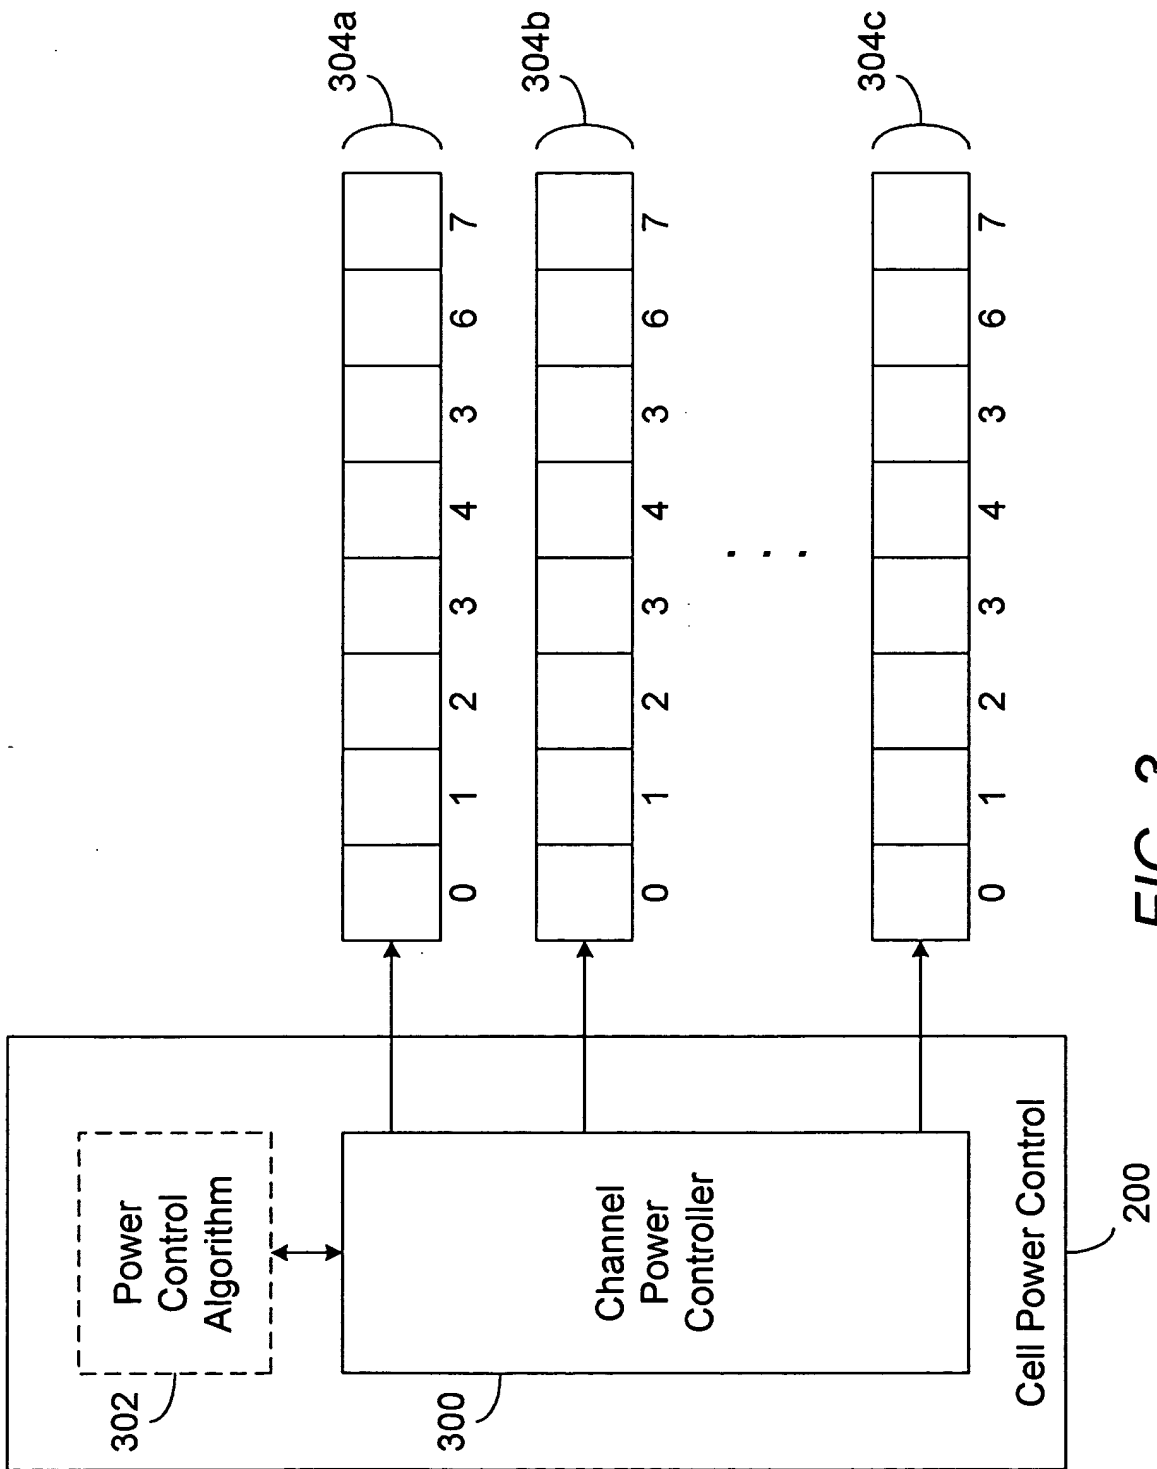 304a
0 1 2 3 4 3 6 7
304b
0 1 2 3 4 3 6 7
. . .
304c
0 1 2 3 4 3 6 7
302
Power
Control
Algorithm
300
Channel
Power
Controller
Cell Power Control
200
FIG. 3